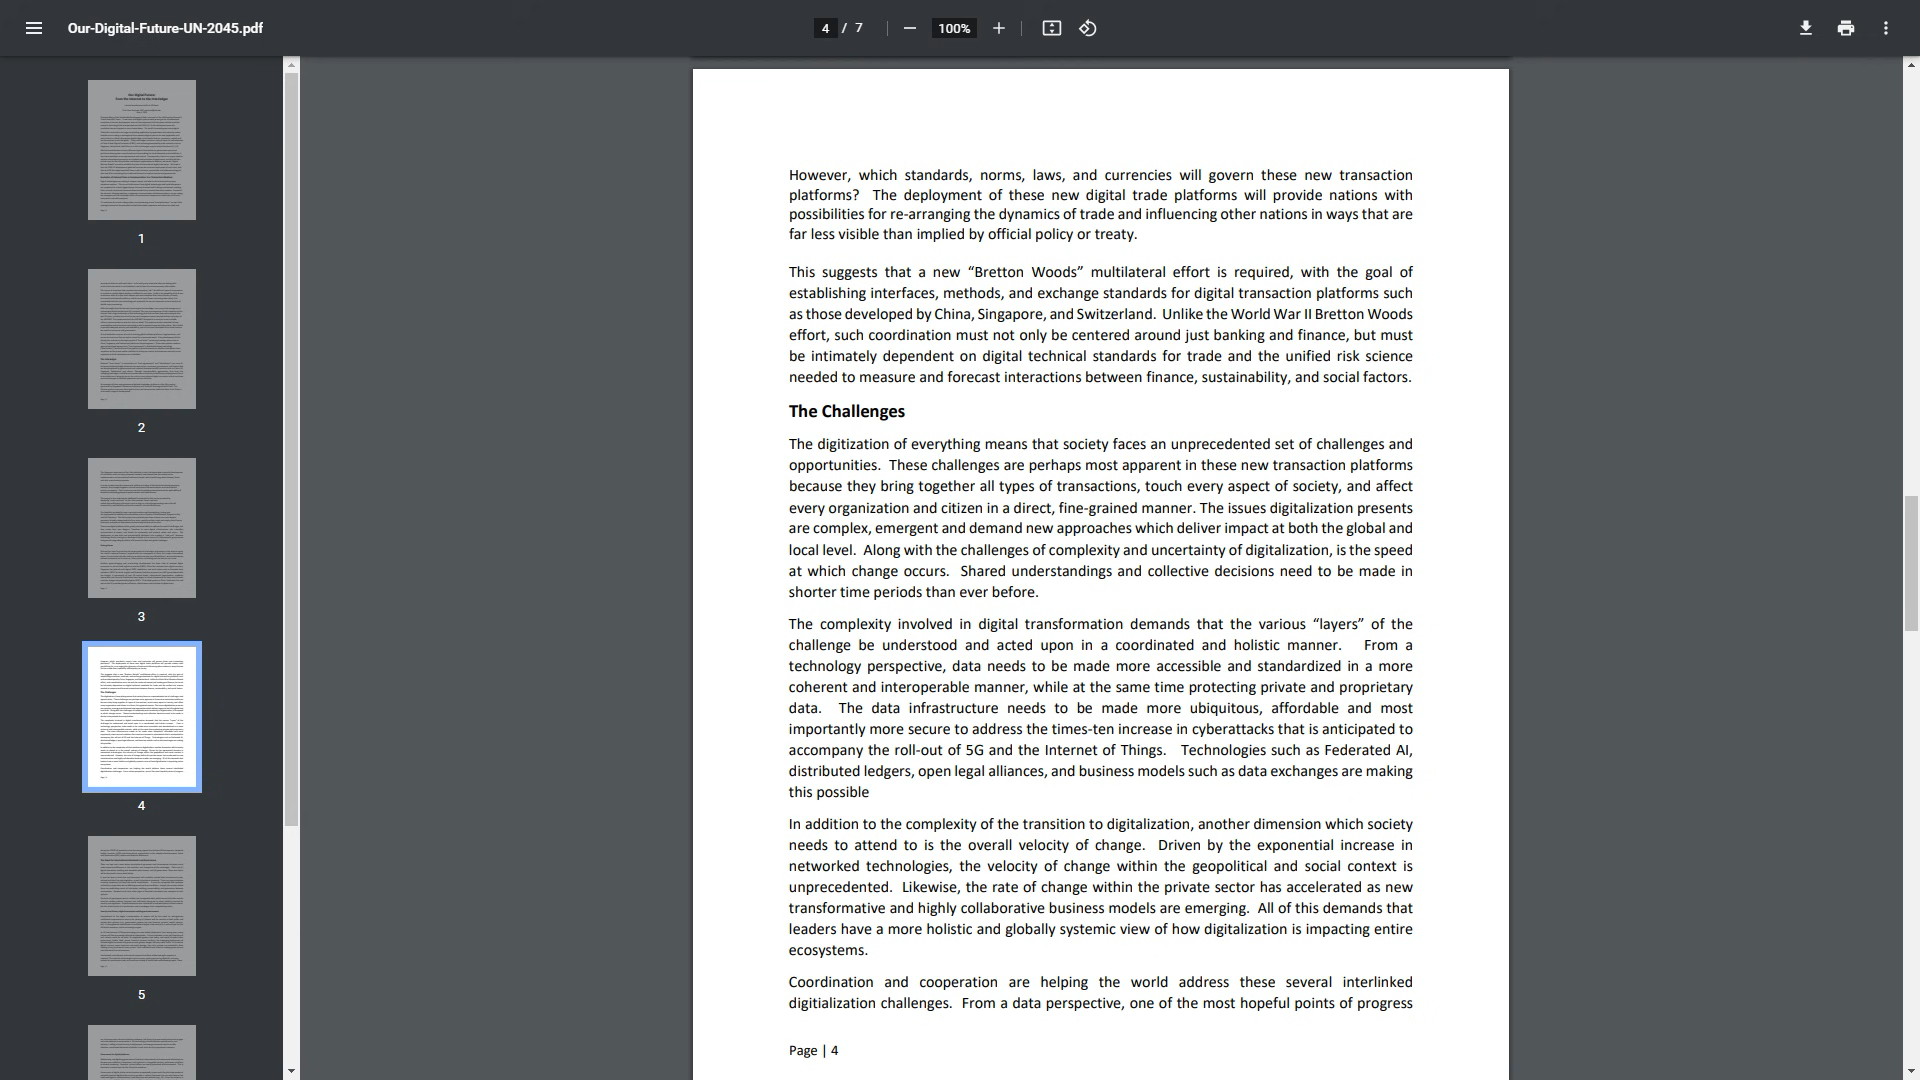 Our-Digital-Future-UN-2045.pdf
4 / 7
100%
1
2
3
4
5
However, which standards, norms, laws, and currencies will govern these new transaction
platforms? The deployment of these new digital trade platforms will provide nations with
possibilities for re-arranging the dynamics of trade and influencing other nations in ways that are
far less visible than implied by official policy or treaty.
This suggests that a new “Bretton Woods” multilateral effort is required, with the goal of
establishing interfaces, methods, and exchange standards for digital transaction platforms such
as those developed by China, Singapore, and Switzerland. Unlike the World War II Bretton Woods
effort, such coordination must not only be centered around just banking and finance, but must
be intimately dependent on digital technical standards for trade and the unified risk science
needed to measure and forecast interactions between finance, sustainability, and social factors.
The Challenges
The digitization of everything means that society faces an unprecedented set of challenges and
opportunities. These challenges are perhaps most apparent in these new transaction platforms
because they bring together all types of transactions, touch every aspect of society, and affect
every organization and citizen in a direct, fine-grained manner. The issues digitalization presents
are complex, emergent and demand new approaches which deliver impact at both the global and
local level. Along with the challenges of complexity and uncertainty of digitalization, is the speed
at which change occurs. Shared understandings and collective decisions need to be made in
shorter time periods than ever before.
The complexity involved in digital transformation demands that the various “layers” of the
challenge be understood and acted upon in a coordinated and holistic manner. From a
technology perspective, data needs to be made more accessible and standardized in a more
coherent and interoperable manner, while at the same time protecting private and proprietary
data. The data infrastructure needs to be made more ubiquitous, affordable and most
importantly more secure to address the times-ten increase in cyberattacks that is anticipated to
accompany the roll-out of 5G and the Internet of Things. Technologies such as Federated AI,
distributed ledgers, open legal alliances, and business models such as data exchanges are making
this possible
In addition to the complexity of the transition to digitalization, another dimension which society
needs to attend to is the overall velocity of change. Driven by the exponential increase in
networked technologies, the velocity of change within the geopolitical and social context is
unprecedented. Likewise, the rate of change within the private sector has accelerated as new
transformative and highly collaborative business models are emerging. All of this demands that
leaders have a more holistic and globally systemic view of how digitalization is impacting entire
ecosystems.
Coordination and cooperation are helping the world address these several interlinked
digitialization challenges. From a data perspective, one of the most hopeful points of progress
Page | 4